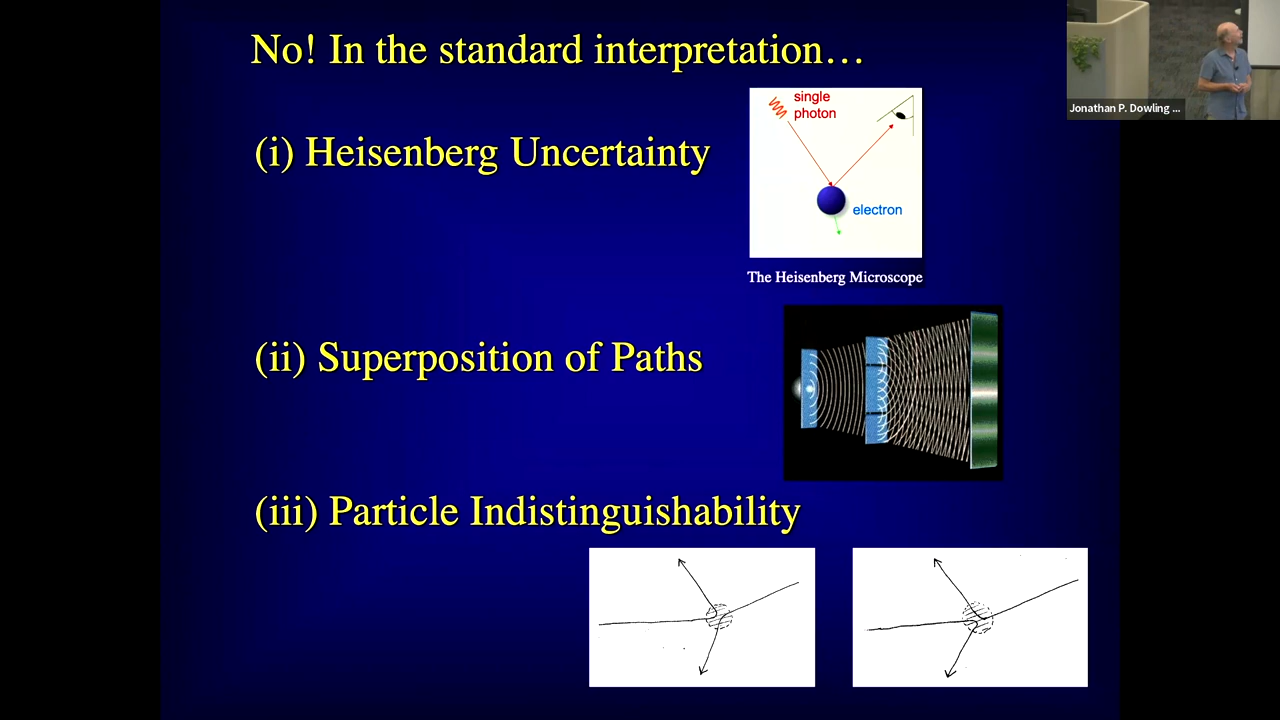 No! In the standard interpretation…
single
photon
Jonathan P. Dowling ...
(i) Heisenberg Uncertainty
electron
The Heisenberg Microscope
(ii) Superposition of Paths
(iii) Particle Indistinguishability